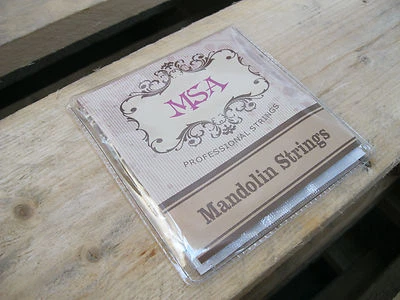 MSA
PROFESSIONAL STRINGS
Mandolin Strings